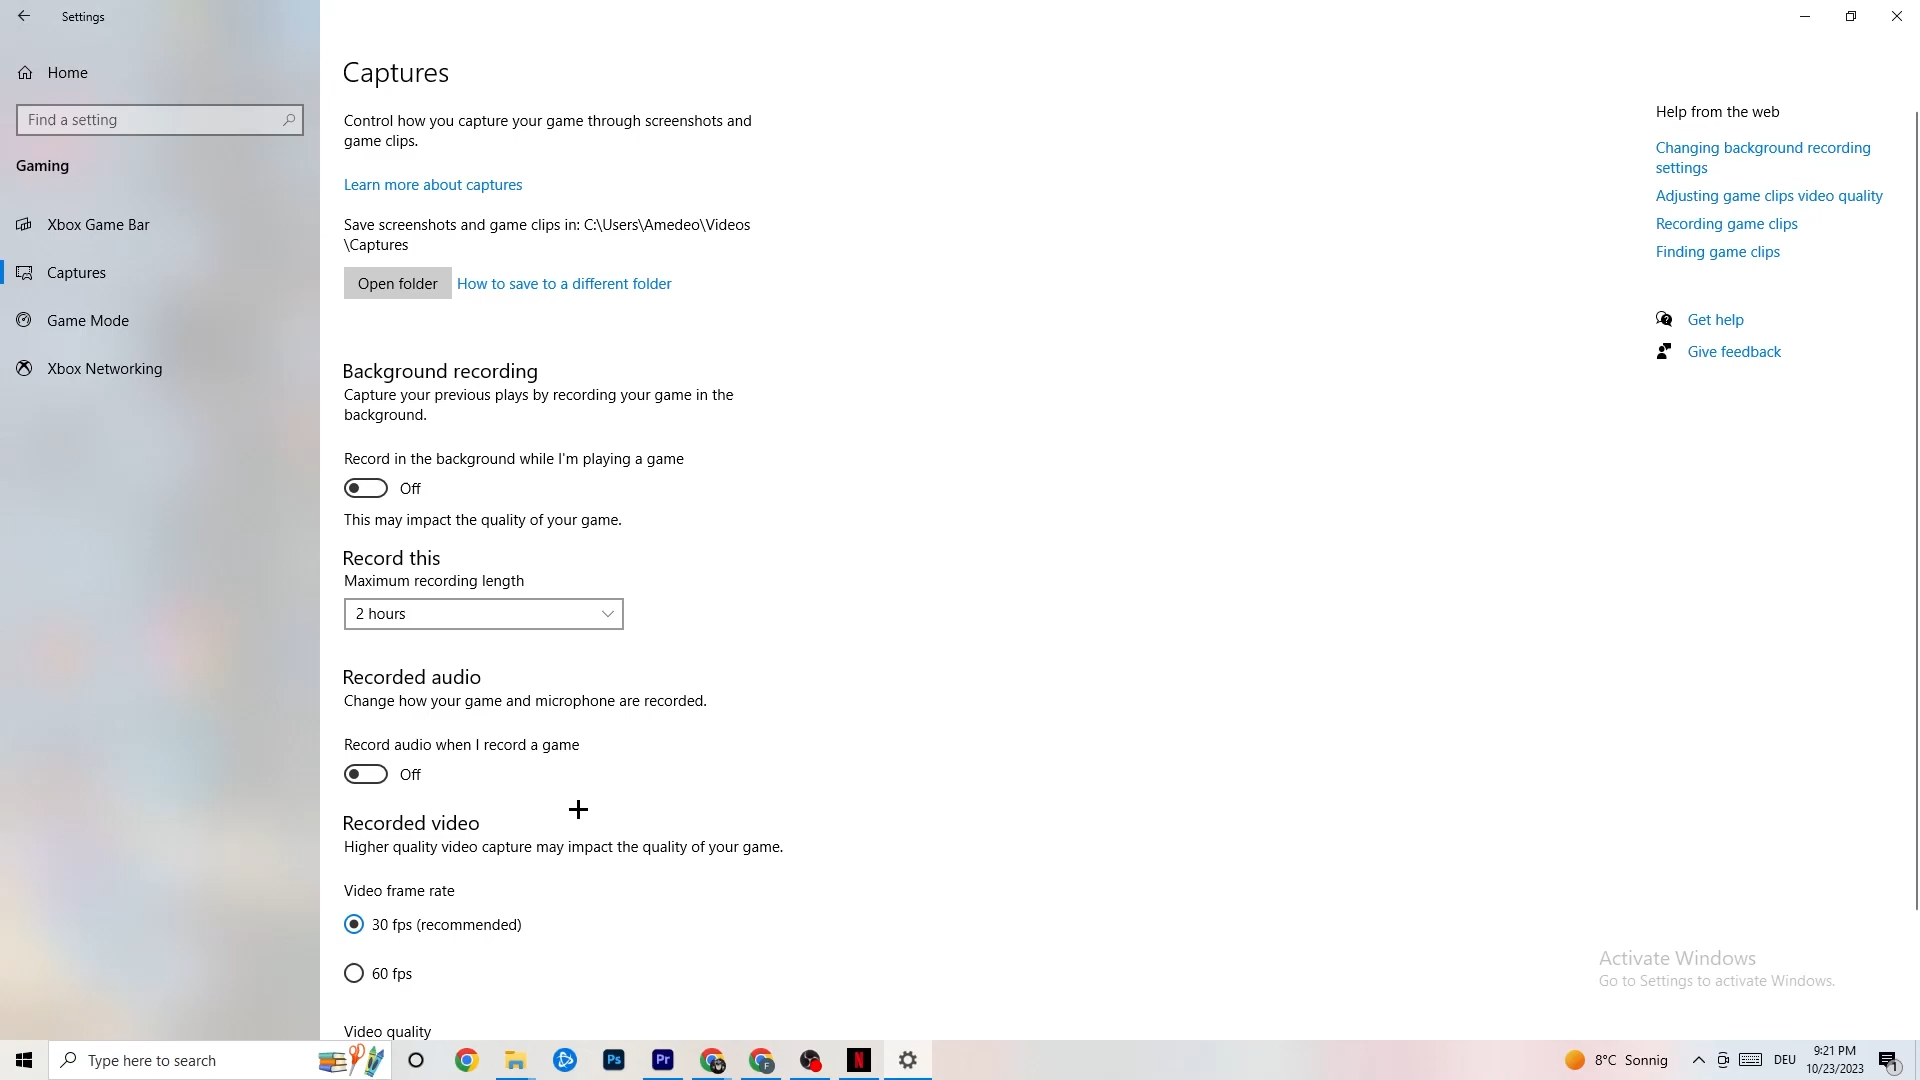 Settings
Home
Find a setting
Gaming
Xbox Game Bar
Captures
Game Mode
Xbox Networking
Captures
Control how you capture your game through screenshots and
game clips.
Learn more about captures
Save screenshots and game clips in: C:\Users\Amedeo\Videos
\Captures
Open folder
How to save to a different folder
Background recording
Capture your previous plays by recording your game in the
background.
Record in the background while I'm playing a game
Off
This may impact the quality of your game.
Record this
Maximum recording length
2 hours
Recorded audio
Change how your game and microphone are recorded.
Record audio when I record a game
Off
Recorded video
Higher quality video capture may impact the quality of your game.
Video frame rate
30 fps (recommended)
60 fps
Video quality
Help from the web
Changing background recording
settings
Adjusting game clips video quality
Recording game clips
Finding game clips
Get help
Give feedback
Activate Windows
Go to Settings to activate Windows.
Type here to search
Ps
Pr
F
N
8°C Sonnig
DEU
9:21 PM
10/23/2023
1